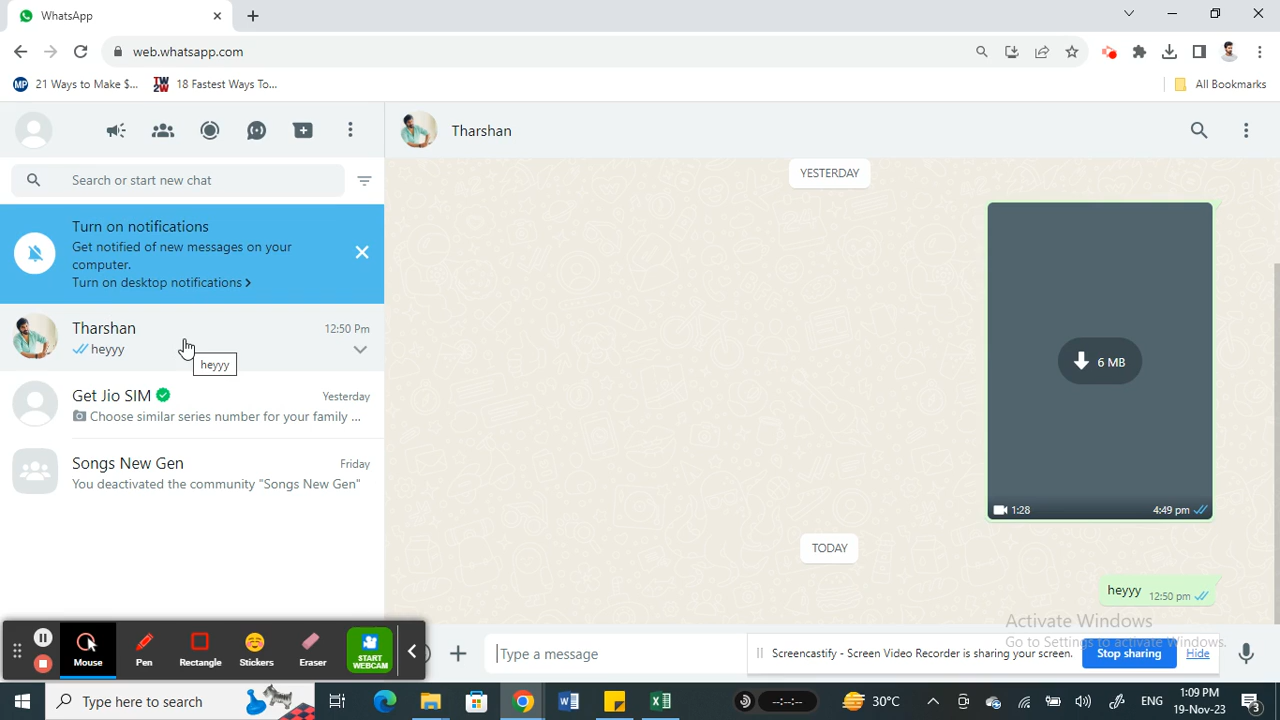 WhatsApp
web.whatsapp.com
MP 21 Ways to Make $...
TW 2W 18 Fastest Ways To...
All Bookmarks
Tharshan
Search or start new chat
Turn on notifications
Get notified of new messages on your
computer.
Turn on desktop notifications >
Tharshan 12:50 Pm
heyyy
heyyy
Get Jio SIM Yesterday
Choose similar series number for your family ...
Songs New Gen Friday
You deactivated the community "Songs New Gen"
YESTERDAY
6 MB
1:28 4:49 pm
TODAY
heyyy 12:50 pm
Activate Windows
Go to Settings to activate Windows.
Mouse
Pen
Rectangle
Stickers
Eraser
START
WEBCAM
Type a message
Screencastify - Screen Video Recorder is sharing your screen.
Stop sharing
Hide
Type here to search
--:--:--
30°C
ENG
1:09 PM
19-Nov-23
3